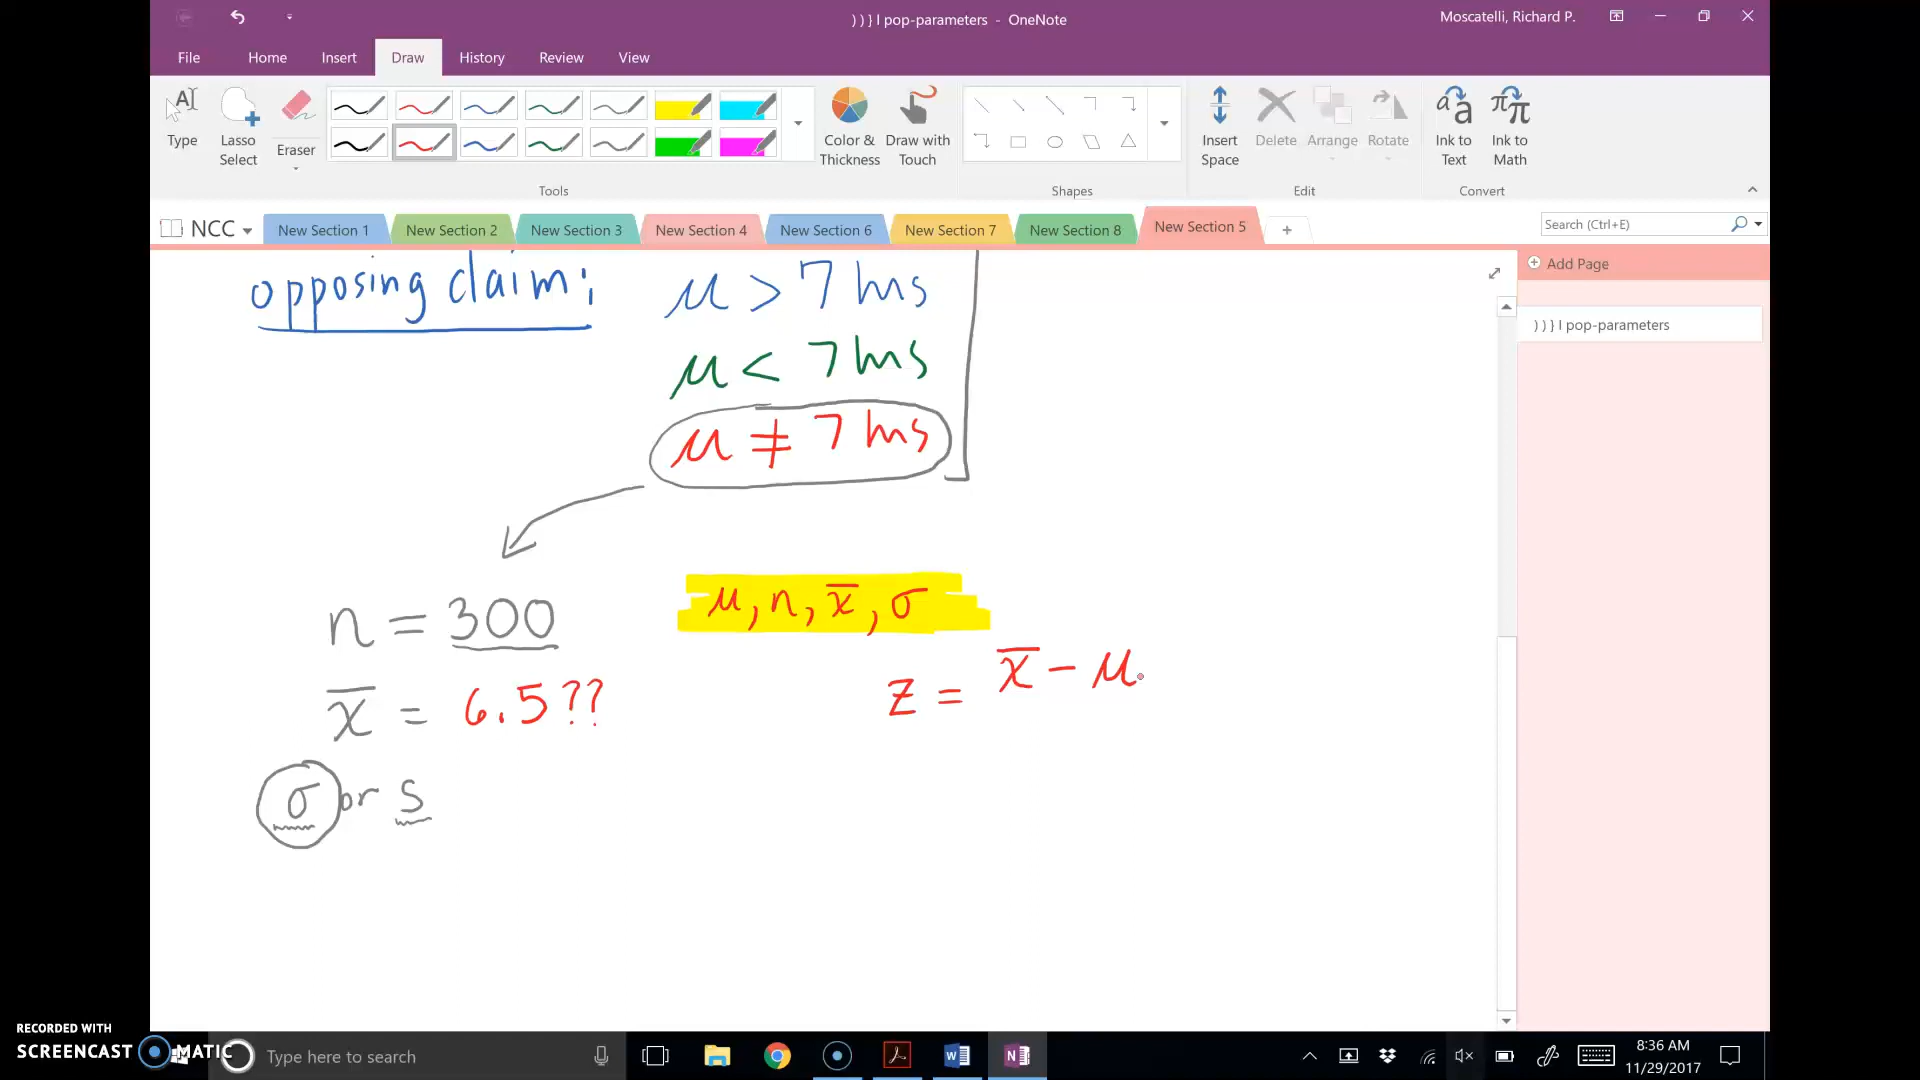 ) ) } I pop-parameters - OneNote
Moscatelli, Richard P.
File Home Insert Draw History Review View
Type
Lasso Select
Eraser
Color & Thickness
Draw with Touch
Insert Space
Delete
Arrange
Rotate
Ink to Text
Ink to Math
Tools
Shapes
Edit
Convert
NCC
New Section 1
New Section 2
New Section 3
New Section 4
New Section 6
New Section 7
New Section 8
New Section 5
+
Search (Ctrl+E)
Add Page
) ) } I pop-parameters
opposing claim:
μ > 7 ms
μ < 7 ms
μ ≠ 7 ms
n = 300
μ, n, x̄, σ
z = x̄ - μ
x̄ = 6.5??
σ or s
RECORDED WITH
SCREENCAST MATIC
Type here to search
8:36 AM
11/29/2017